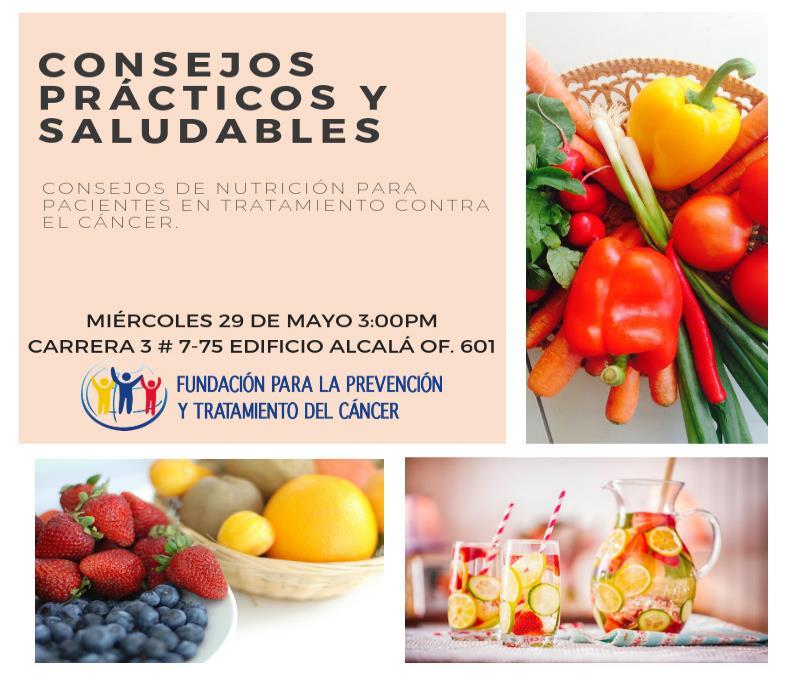 CONSEJOS
PRÁCTICOS Y
SALUDABLES
CONSEJOS DE NUTRICIÓN PARA
PACIENTES EN TRATAMIENTO CONTRA
EL CÁNCER.
MIÉRCOLES 29 DE MAYO 3:00PM
CARRERA 3 # 7-75 EDIFICIO ALCALÁ OF. 601
FUNDACIÓN PARA LA PREVENCIÓN
Y TRATAMIENTO DEL CÁNCER